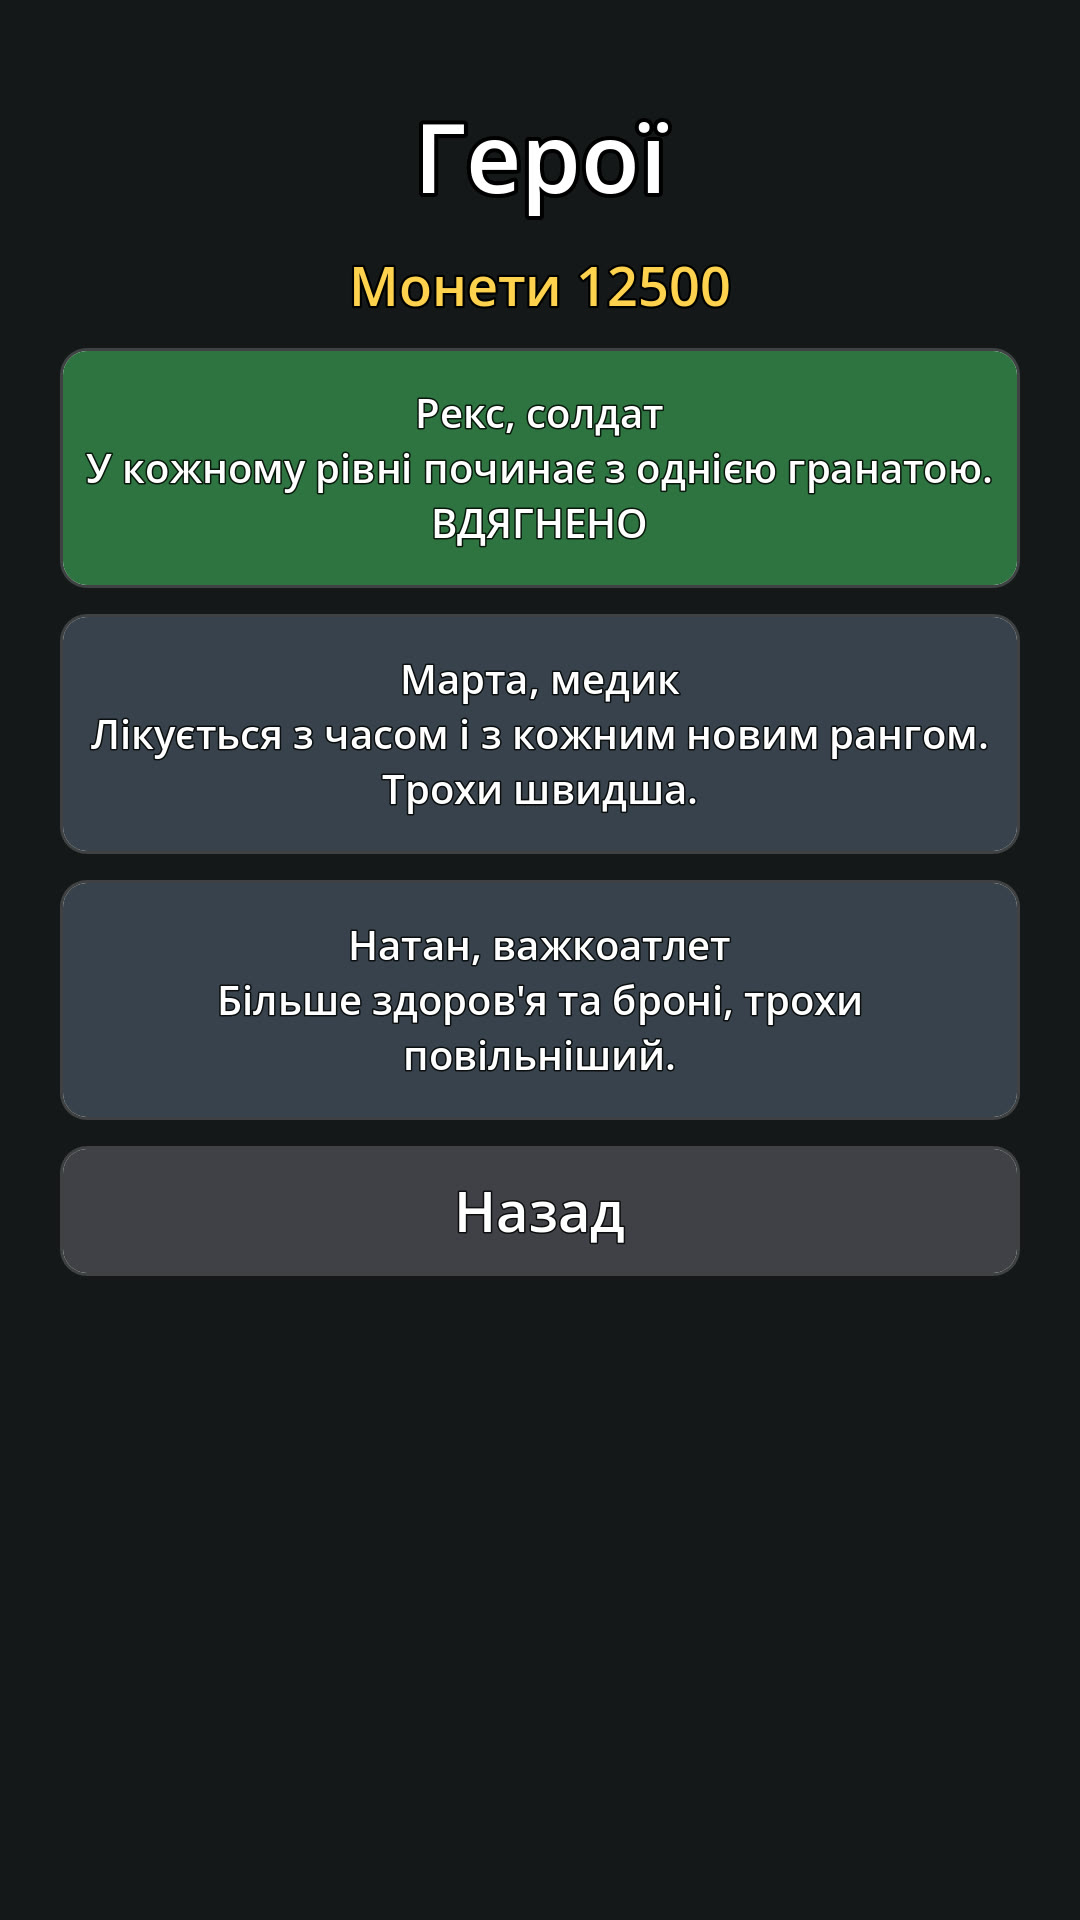 Герої
Монети 12500
Рекс, солдат
У кожному рівні починає з однією гранатою.
ВДЯГНЕНО
Марта, медик
Лікується з часом і з кожним новим рангом.
Трохи швидша.
Натан, важкоатлет
Більше здоров'я та броні, трохи
повільніший.
Назад